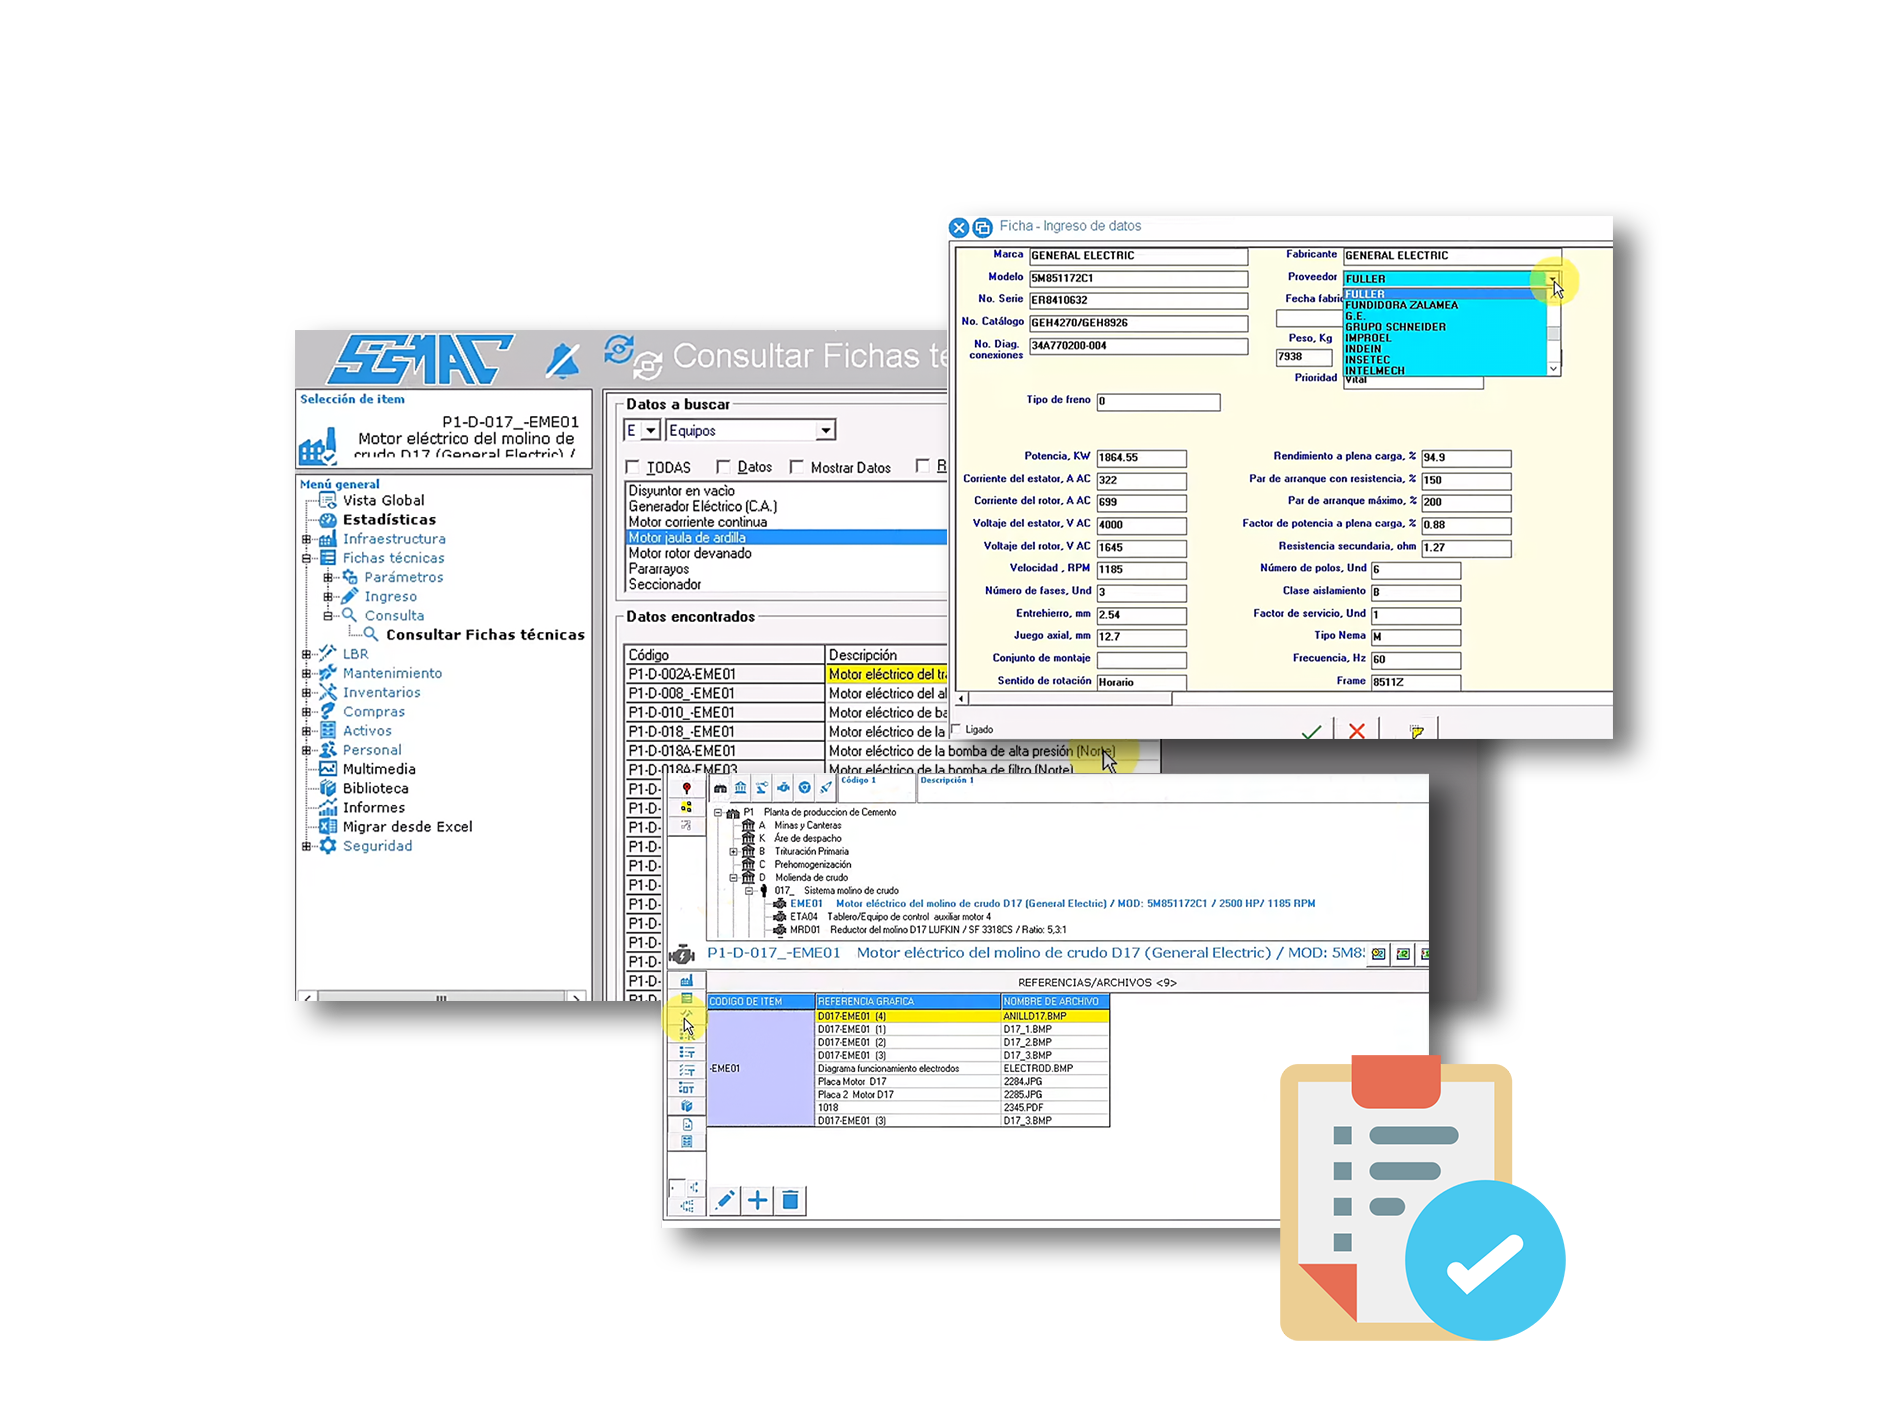 SGMAC
Consultar Fichas té
Selección de item
P1-D-017_-EME01
Motor eléctrico del molino de
crudo D17 (General Electric) /
Menú general
Vista Global
Estadísticas
Infraestructura
Fichas técnicas
Parámetros
Ingreso
Consulta
Consultar Fichas técnicas
LBR
Mantenimiento
Inventarios
Compras
Activos
Personal
Multimedia
Biblioteca
Informes
Migrar desde Excel
Seguridad
Datos a buscar
E Equipos
TODAS Datos Mostrar Datos R
Disyuntor en vacìo
Generador Eléctrico (C.A.)
Motor corriente continua
Motor jaula de ardilla
Motor rotor devanado
Pararrayos
Seccionador
Datos encontrados
Código Descripción
P1-D-002A-EME01 Motor eléctrico del tr
P1-D-008_-EME01 Motor eléctrico del al
P1-D-010_-EME01 Motor eléctrico de ba
P1-D-018_-EME01 Motor eléctrico de la
P1-D-018A-EME01 Motor eléctrico de la bomba de alta presión (Norte)
P1-D-018A-EME03 Motor eléctrico de la bomba de filtro (Norte)
P1-D-
P1-D-
P1-D-
P1-D-
P1-D-
P1-D-
P1-D-
P1-D-
P1-D-
P1-D-
P1-D-
P1-D-
Ficha - Ingreso de datos
Marca GENERAL ELECTRIC
Modelo 5M851172C1
No. Serie ER8410632
No. Catálogo GEH4270/GEH8926
No. Diag. conexiones 34A770200-004
Fabricante GENERAL ELECTRIC
Proveedor FULLER
FULLER
FUNDIDORA ZALAMEA
G.E.
GRUPO SCHNEIDER
IMPROEL
INDEIN
INSETEC
INTELMECH
Fecha fabric
Peso, Kg
7938
Prioridad Vital
Tipo de freno 0
Potencia, KW 1864.55
Corriente del estator, A AC 322
Corriente del rotor, A AC 699
Voltaje del estator, V AC 4000
Voltaje del rotor, V AC 1645
Velocidad , RPM 1185
Número de fases, Und 3
Entrehierro, mm 2.54
Juego axial, mm 12.7
Conjunto de montaje
Sentido de rotación Horario
Rendimiento a plena carga, % 94.9
Par de arranque con resistencia, % 150
Par de arranque máximo, % 200
Factor de potencia a plena carga, % 0.88
Resistencia secundaria, ohm 1.27
Número de polos, Und 6
Clase aislamiento B
Factor de servicio, Und 1
Tipo Nema M
Frecuencia, Hz 60
Frame 8511Z
Ligado
Código 1 Descripción 1
P1 Planta de produccion de Cemento
A Minas y Canteras
K Áre de despacho
B Trituración Primaria
C Prehomogenización
D Molienda de crudo
017_ Sistema molino de crudo
EME01 Motor eléctrico del molino de crudo D17 (General Electric) / MOD: 5M851172C1 / 2500 HP/ 1185 RPM
ETA04 Tablero/Equipo de control auxiliar motor 4
MRD01 Reductor del molino D17 LUFKIN / SF 3318CS / Ratio: 5,3:1
P1-D-017_-EME01 Motor eléctrico del molino de crudo D17 (General Electric) / MOD: 5M8
REFERENCIAS/ARCHIVOS <9>
CODIGO DE ITEM REFERENCIA GRAFICA NOMBRE DE ARCHIVO
-EME01
D017-EME01 (4) ANILLD17.BMP
D017-EME01 (1) D17_1.BMP
D017-EME01 (2) D17_2.BMP
D017-EME01 (3) D17_3.BMP
Diagrama funcionamiento electrodos ELECTROD.BMP
Placa Motor D17 2284.JPG
Placa 2 Motor D17 2285.JPG
1018 2345.PDF
D017-EME01 (3) D17_3.BMP